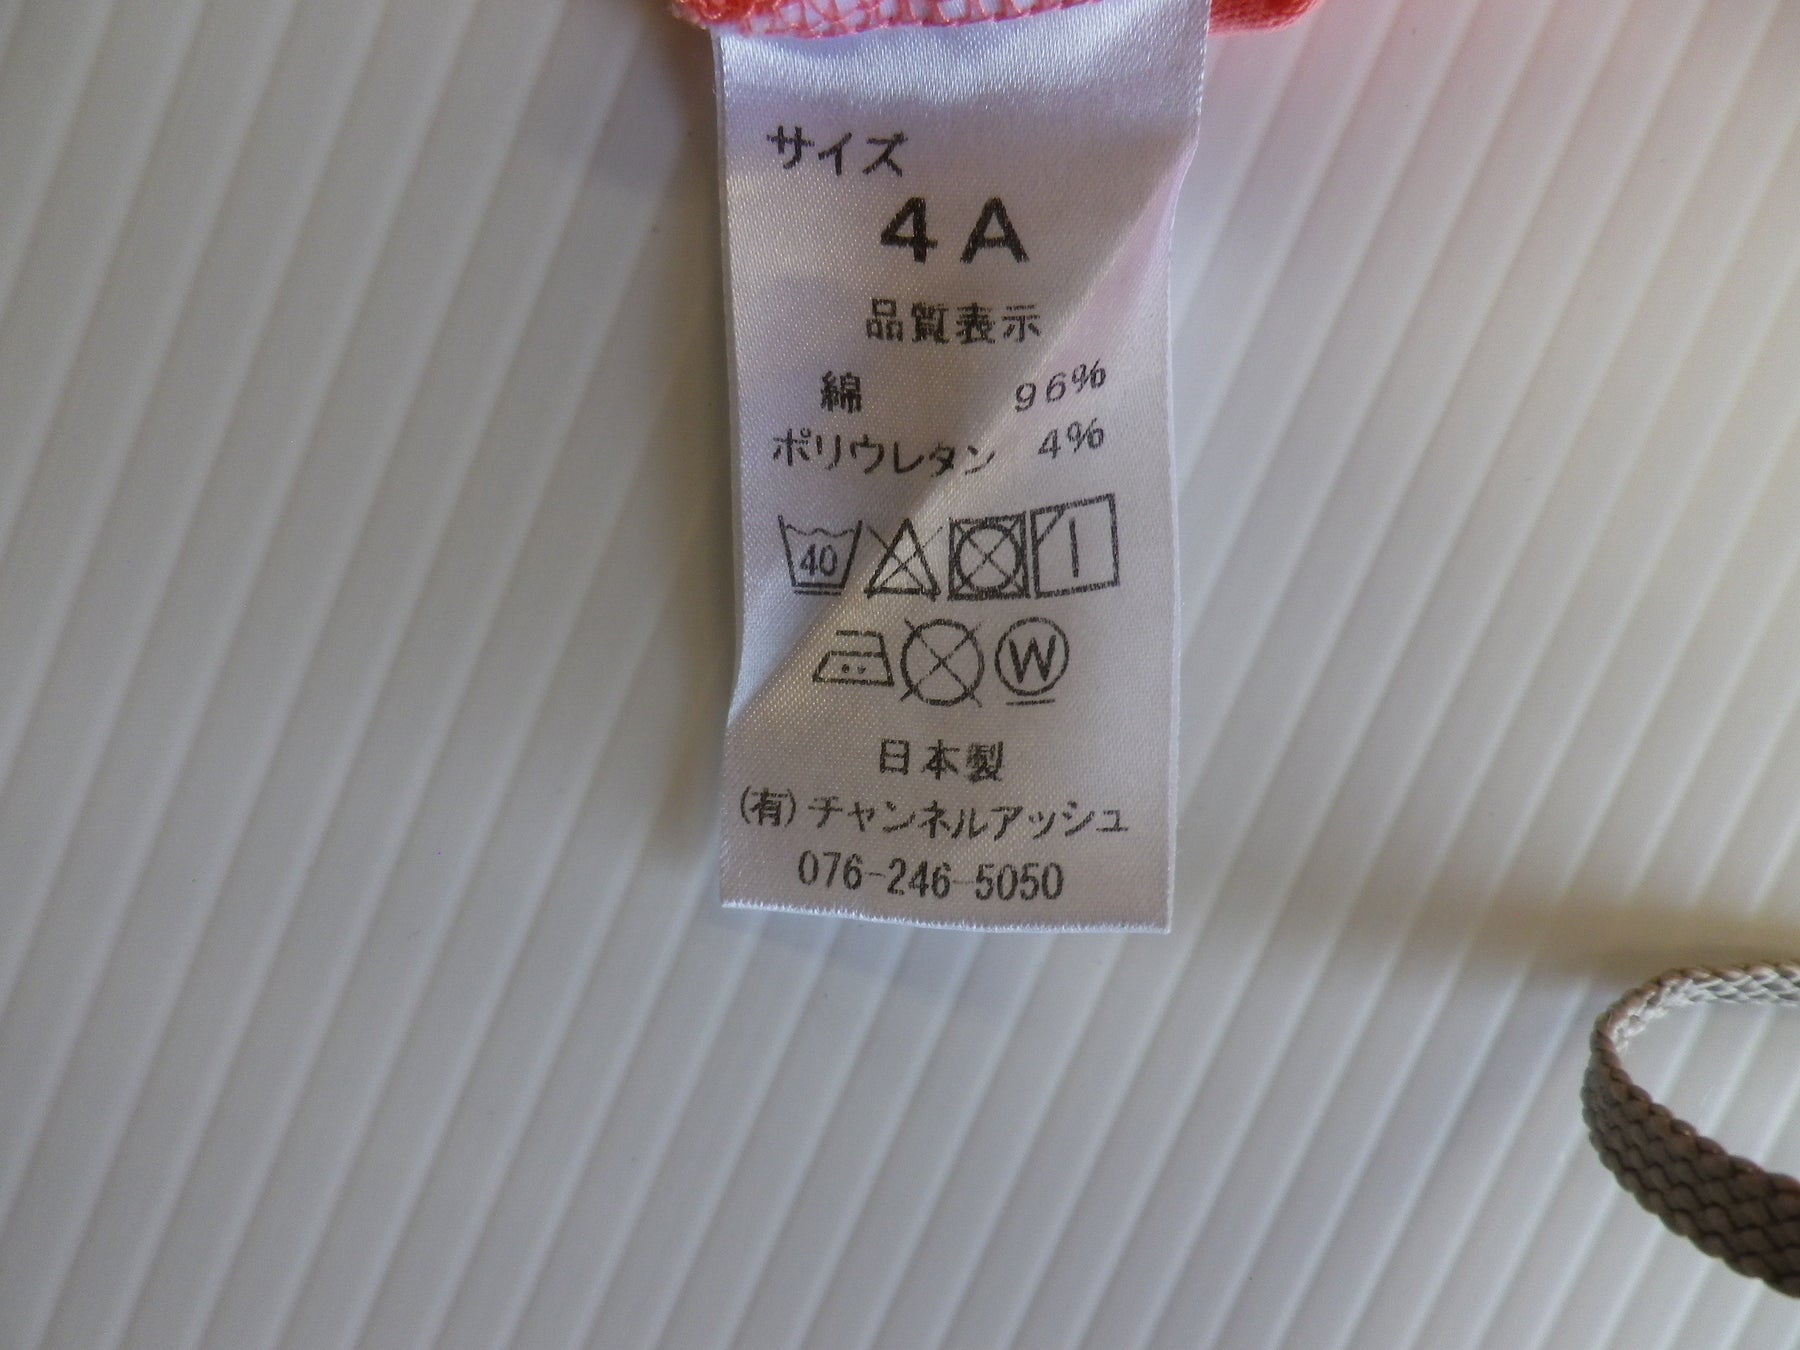 サイズ
4A
品質表示
綿 96%
ポリウレタン 4%
40
W
日本製
(有)チャンネルアッシュ
076-246-5050